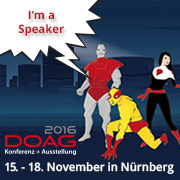 I'm a
Speaker
2016
DOAG
Konferenz + Ausstellung
15. - 18. November in Nürnberg